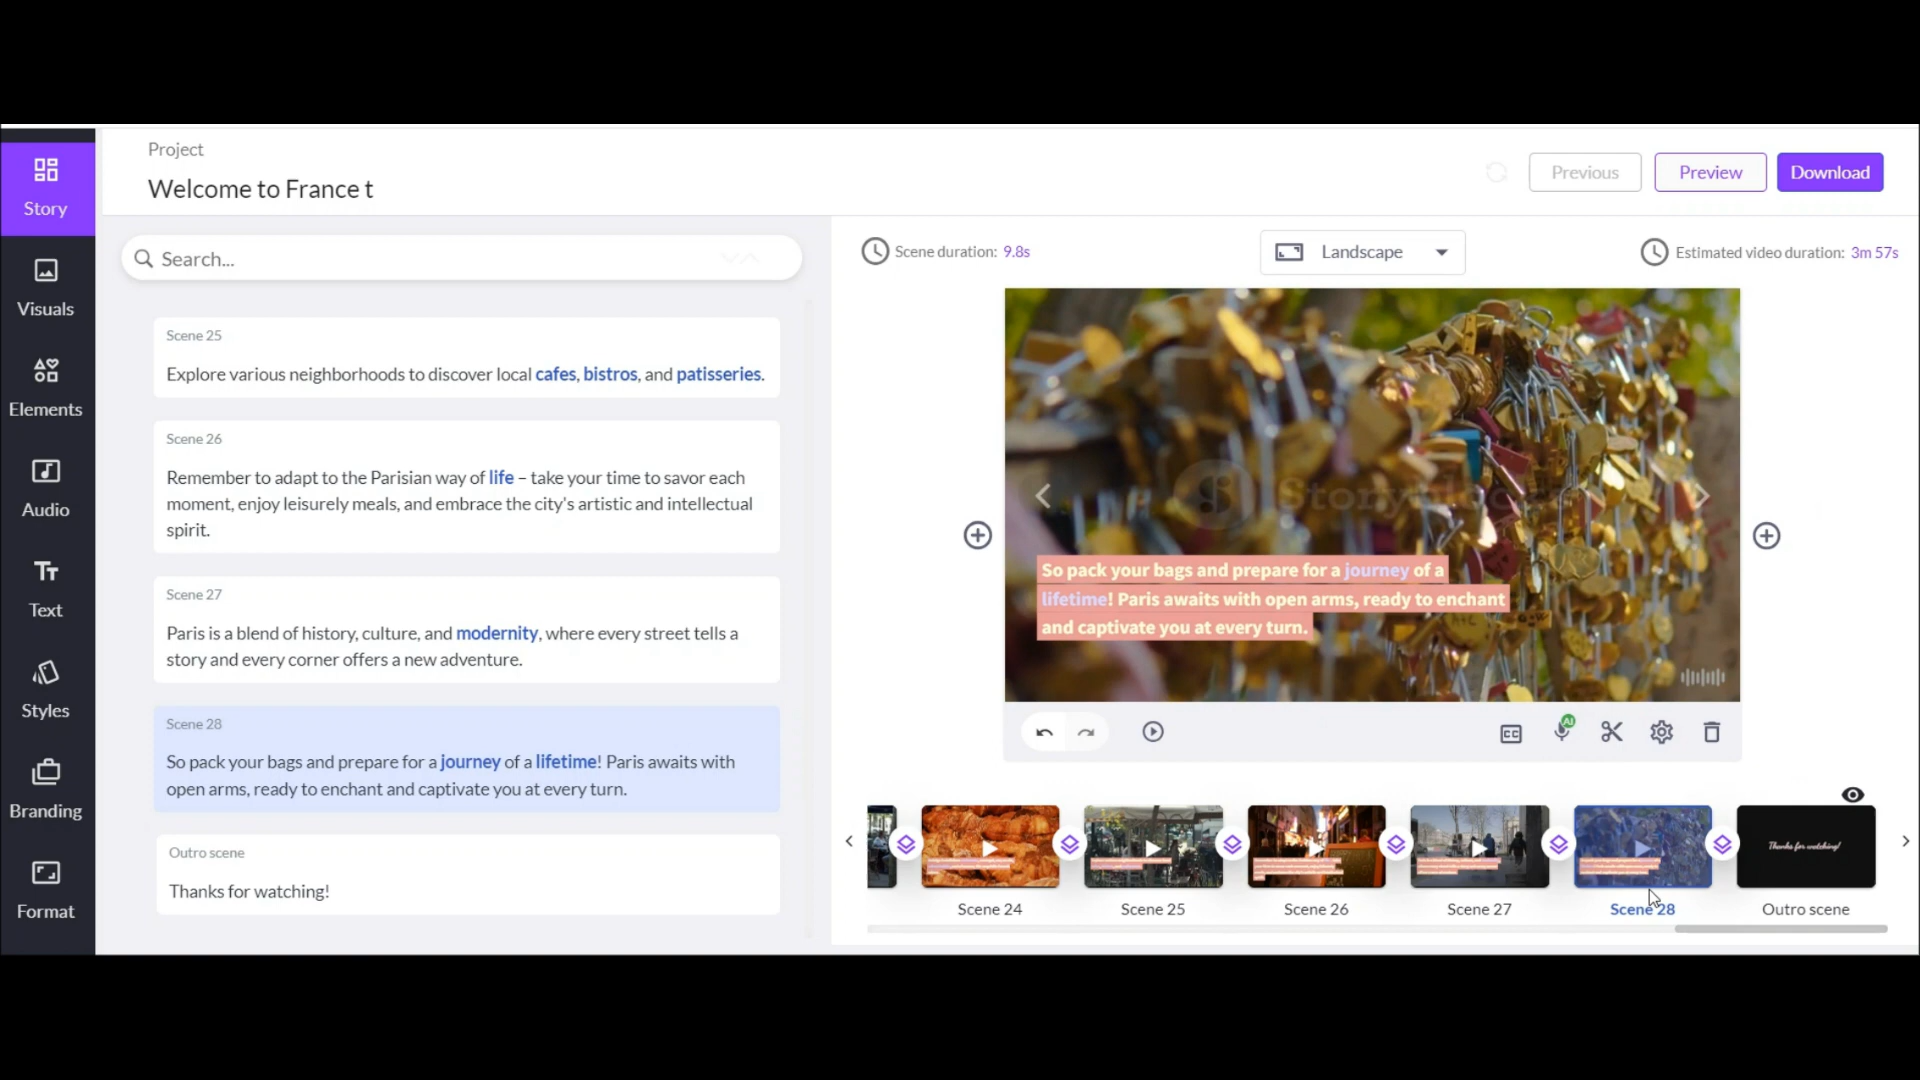 Project
Welcome to France t
Previous
Preview
Download
Story
Visuals
Elements
Audio
Text
Styles
Branding
Format
Search...
Scene 25
Explore various neighborhoods to discover local cafes, bistros, and patisseries.
Scene 26
Remember to adapt to the Parisian way of life – take your time to savor each
moment, enjoy leisurely meals, and embrace the city's artistic and intellectual
spirit.
Scene 27
Paris is a blend of history, culture, and modernity, where every street tells a
story and every corner offers a new adventure.
Scene 28
So pack your bags and prepare for a journey of a lifetime! Paris awaits with
open arms, ready to enchant and captivate you at every turn.
Outro scene
Thanks for watching!
Scene duration: 9.8s
Landscape
Estimated video duration: 3m 57s
So pack your bags and prepare for a journey of a
lifetime! Paris awaits with open arms, ready to enchant
and captivate you at every turn.
CC
AI
Thanks for watching!
Scene 24
Scene 25
Scene 26
Scene 27
Scene 28
Outro scene